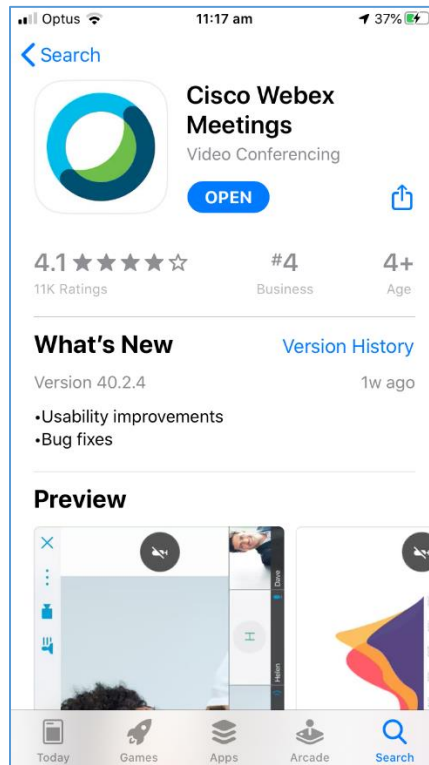 Optus 11:17 am 37%
Search
Cisco Webex
Meetings
Video Conferencing
OPEN
4.1 #4 4+
11K Ratings Business Age
What's New Version History
Version 40.2.4 1w ago
•Usability improvements
•Bug fixes
Preview
Dave
H
Helen
Today Games Apps Arcade Search